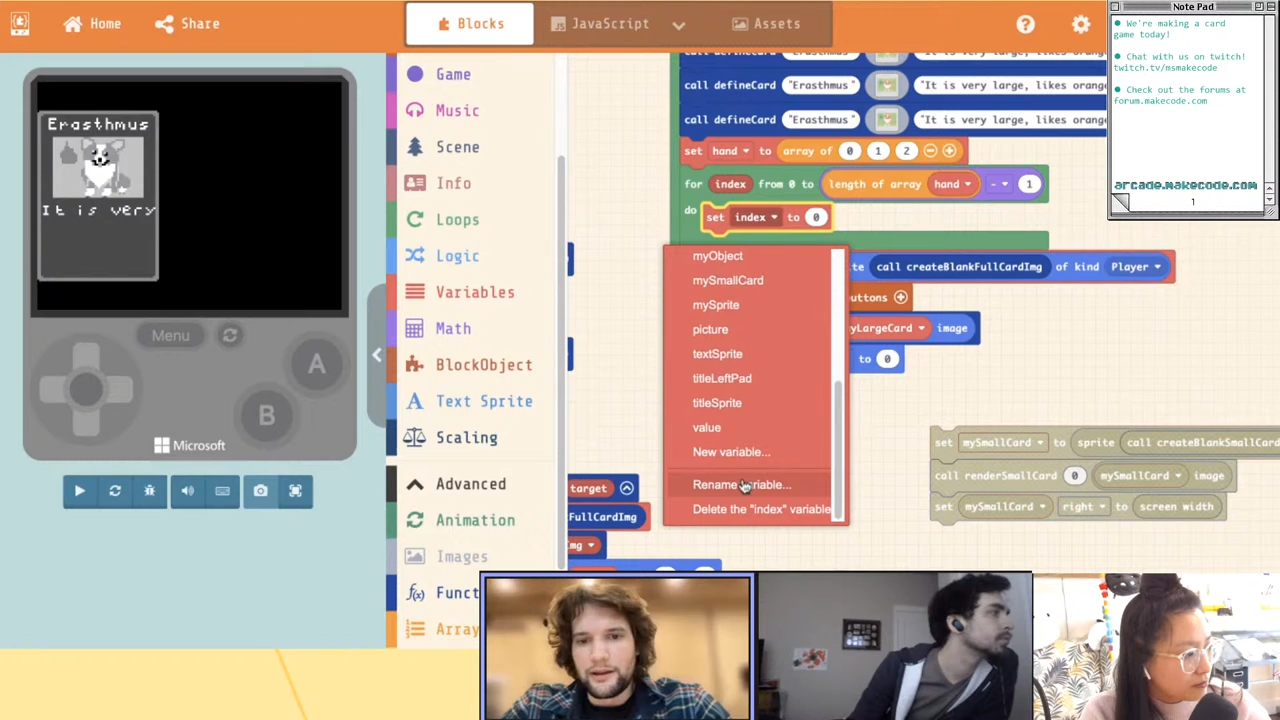 Home
Share
Blocks
JavaScript
Assets
Note Pad
We're making a card
game today!
Chat with us on twitch!
twitch.tv/msmakecode
Check out the forums at
forum.makecode.com
arcade.makecode.com
1
Erasthmus
It is very
Menu
A
B
Microsoft
Game
Music
Scene
Info
Loops
Logic
Variables
Math
BlockObject
Text Sprite
Scaling
Advanced
Animation
Images
Funct
Array
call defineCard "Erasthmus" "It is very large, likes orang
call defineCard "Erasthmus" "It is very large, likes orang
set hand to array of 0 1 2
for index from 0 to length of array hand - 1
do set index to 0
call createBlankFullCardImg of kind Player
uttons
yLargeCard image
to 0
myObject
mySmallCard
mySprite
picture
textSprite
titleLeftPad
titleSprite
value
New variable...
Rename variable...
Delete the "index" variable
set mySmallCard to sprite call createBlankSmallCard
call renderSmallCard 0 mySmallCard image
set mySmallCard right to screen width
target
FullCardImg
mg